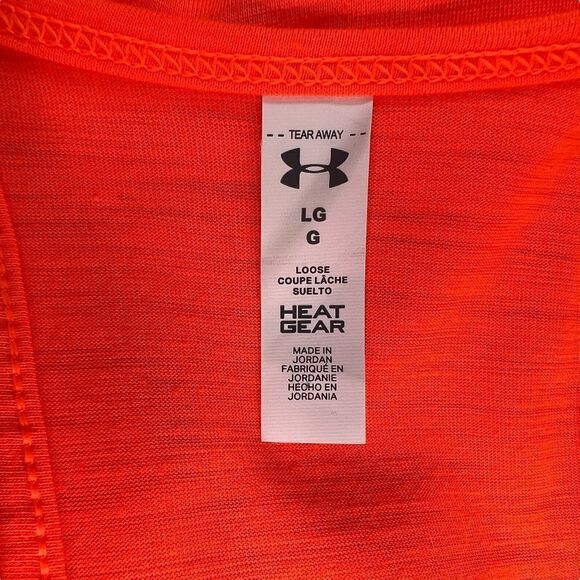 -- TEAR AWAY --
LG
G
LOOSE
COUPE LÂCHE
SUELTO
HEAT
GEAR
MADE IN
JORDAN
FABRIQUÉ EN
JORDANIE
HECHO EN
JORDANIA